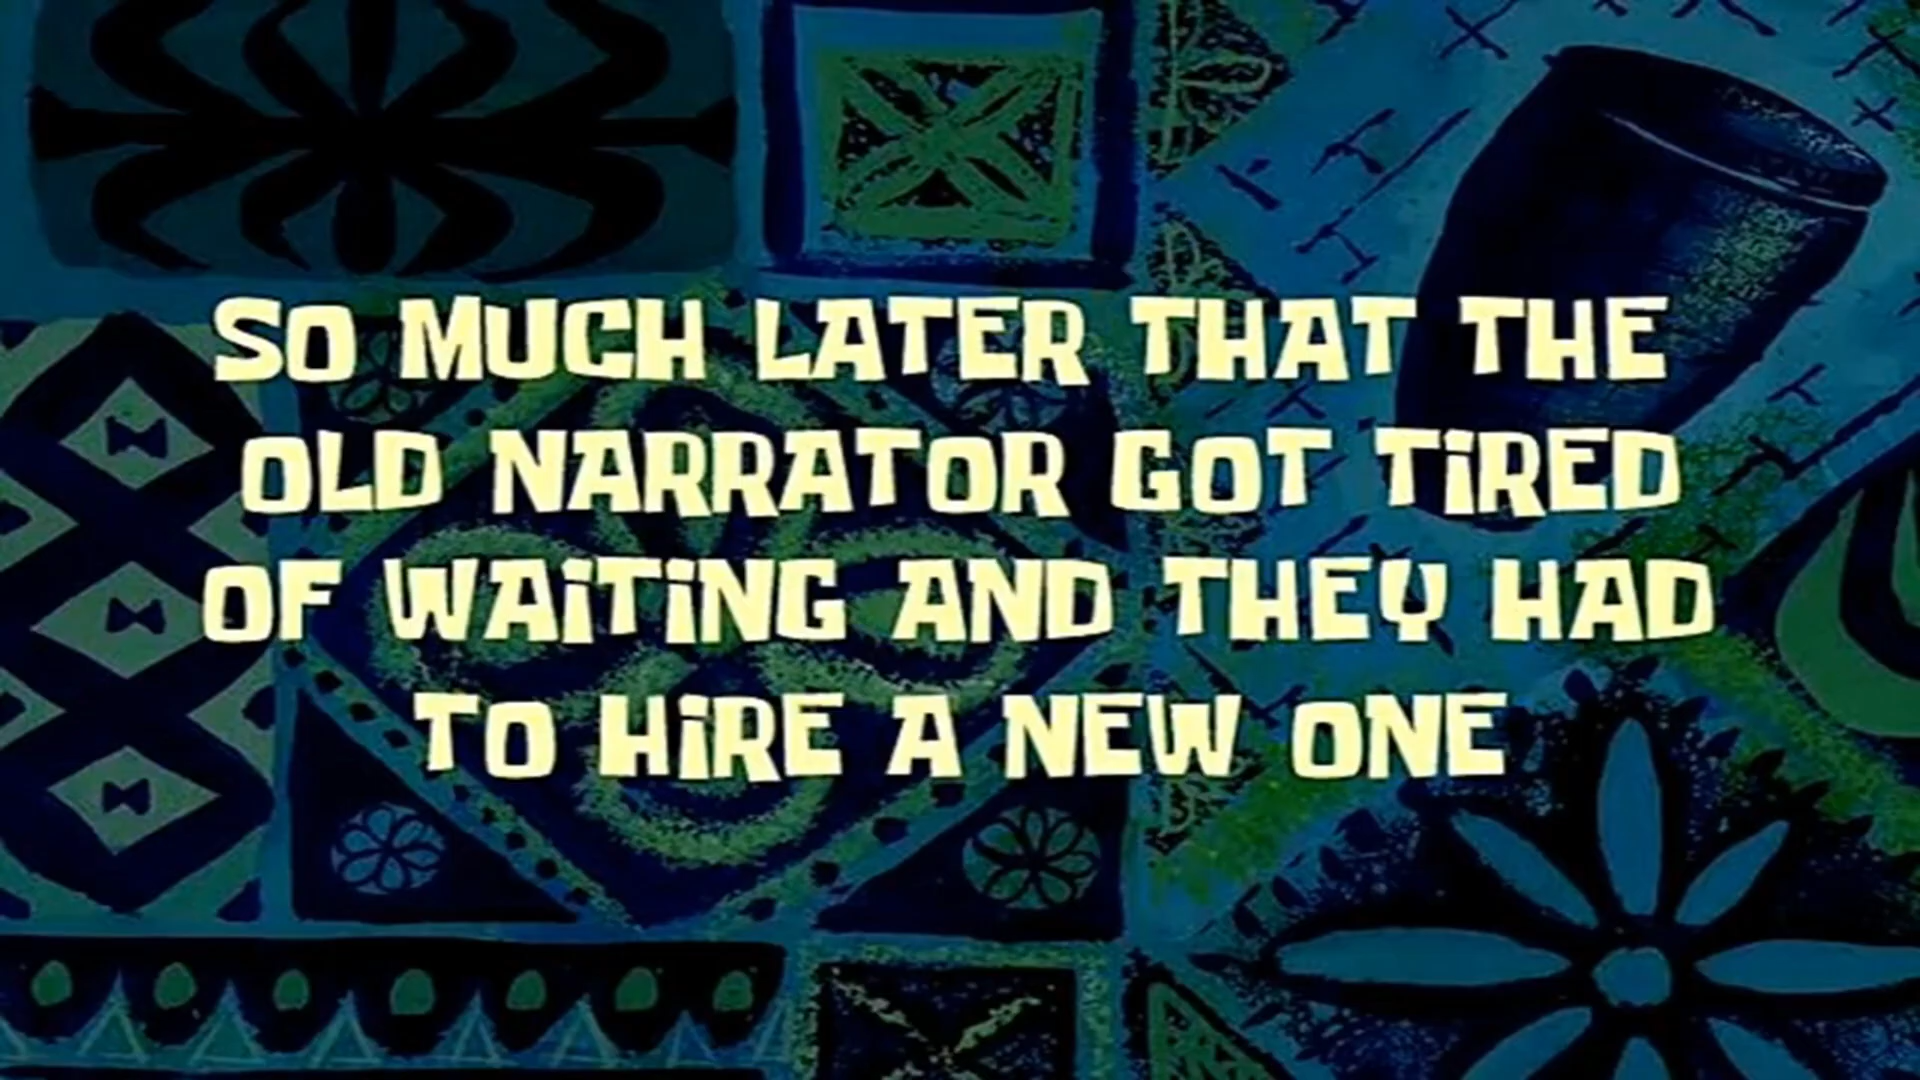 SO MUCH LATER THAT THE
OLD NARRATOR GOT TiRED
OF WAiTiNG AND THEY HAD
TO HiRE A NEW ONE